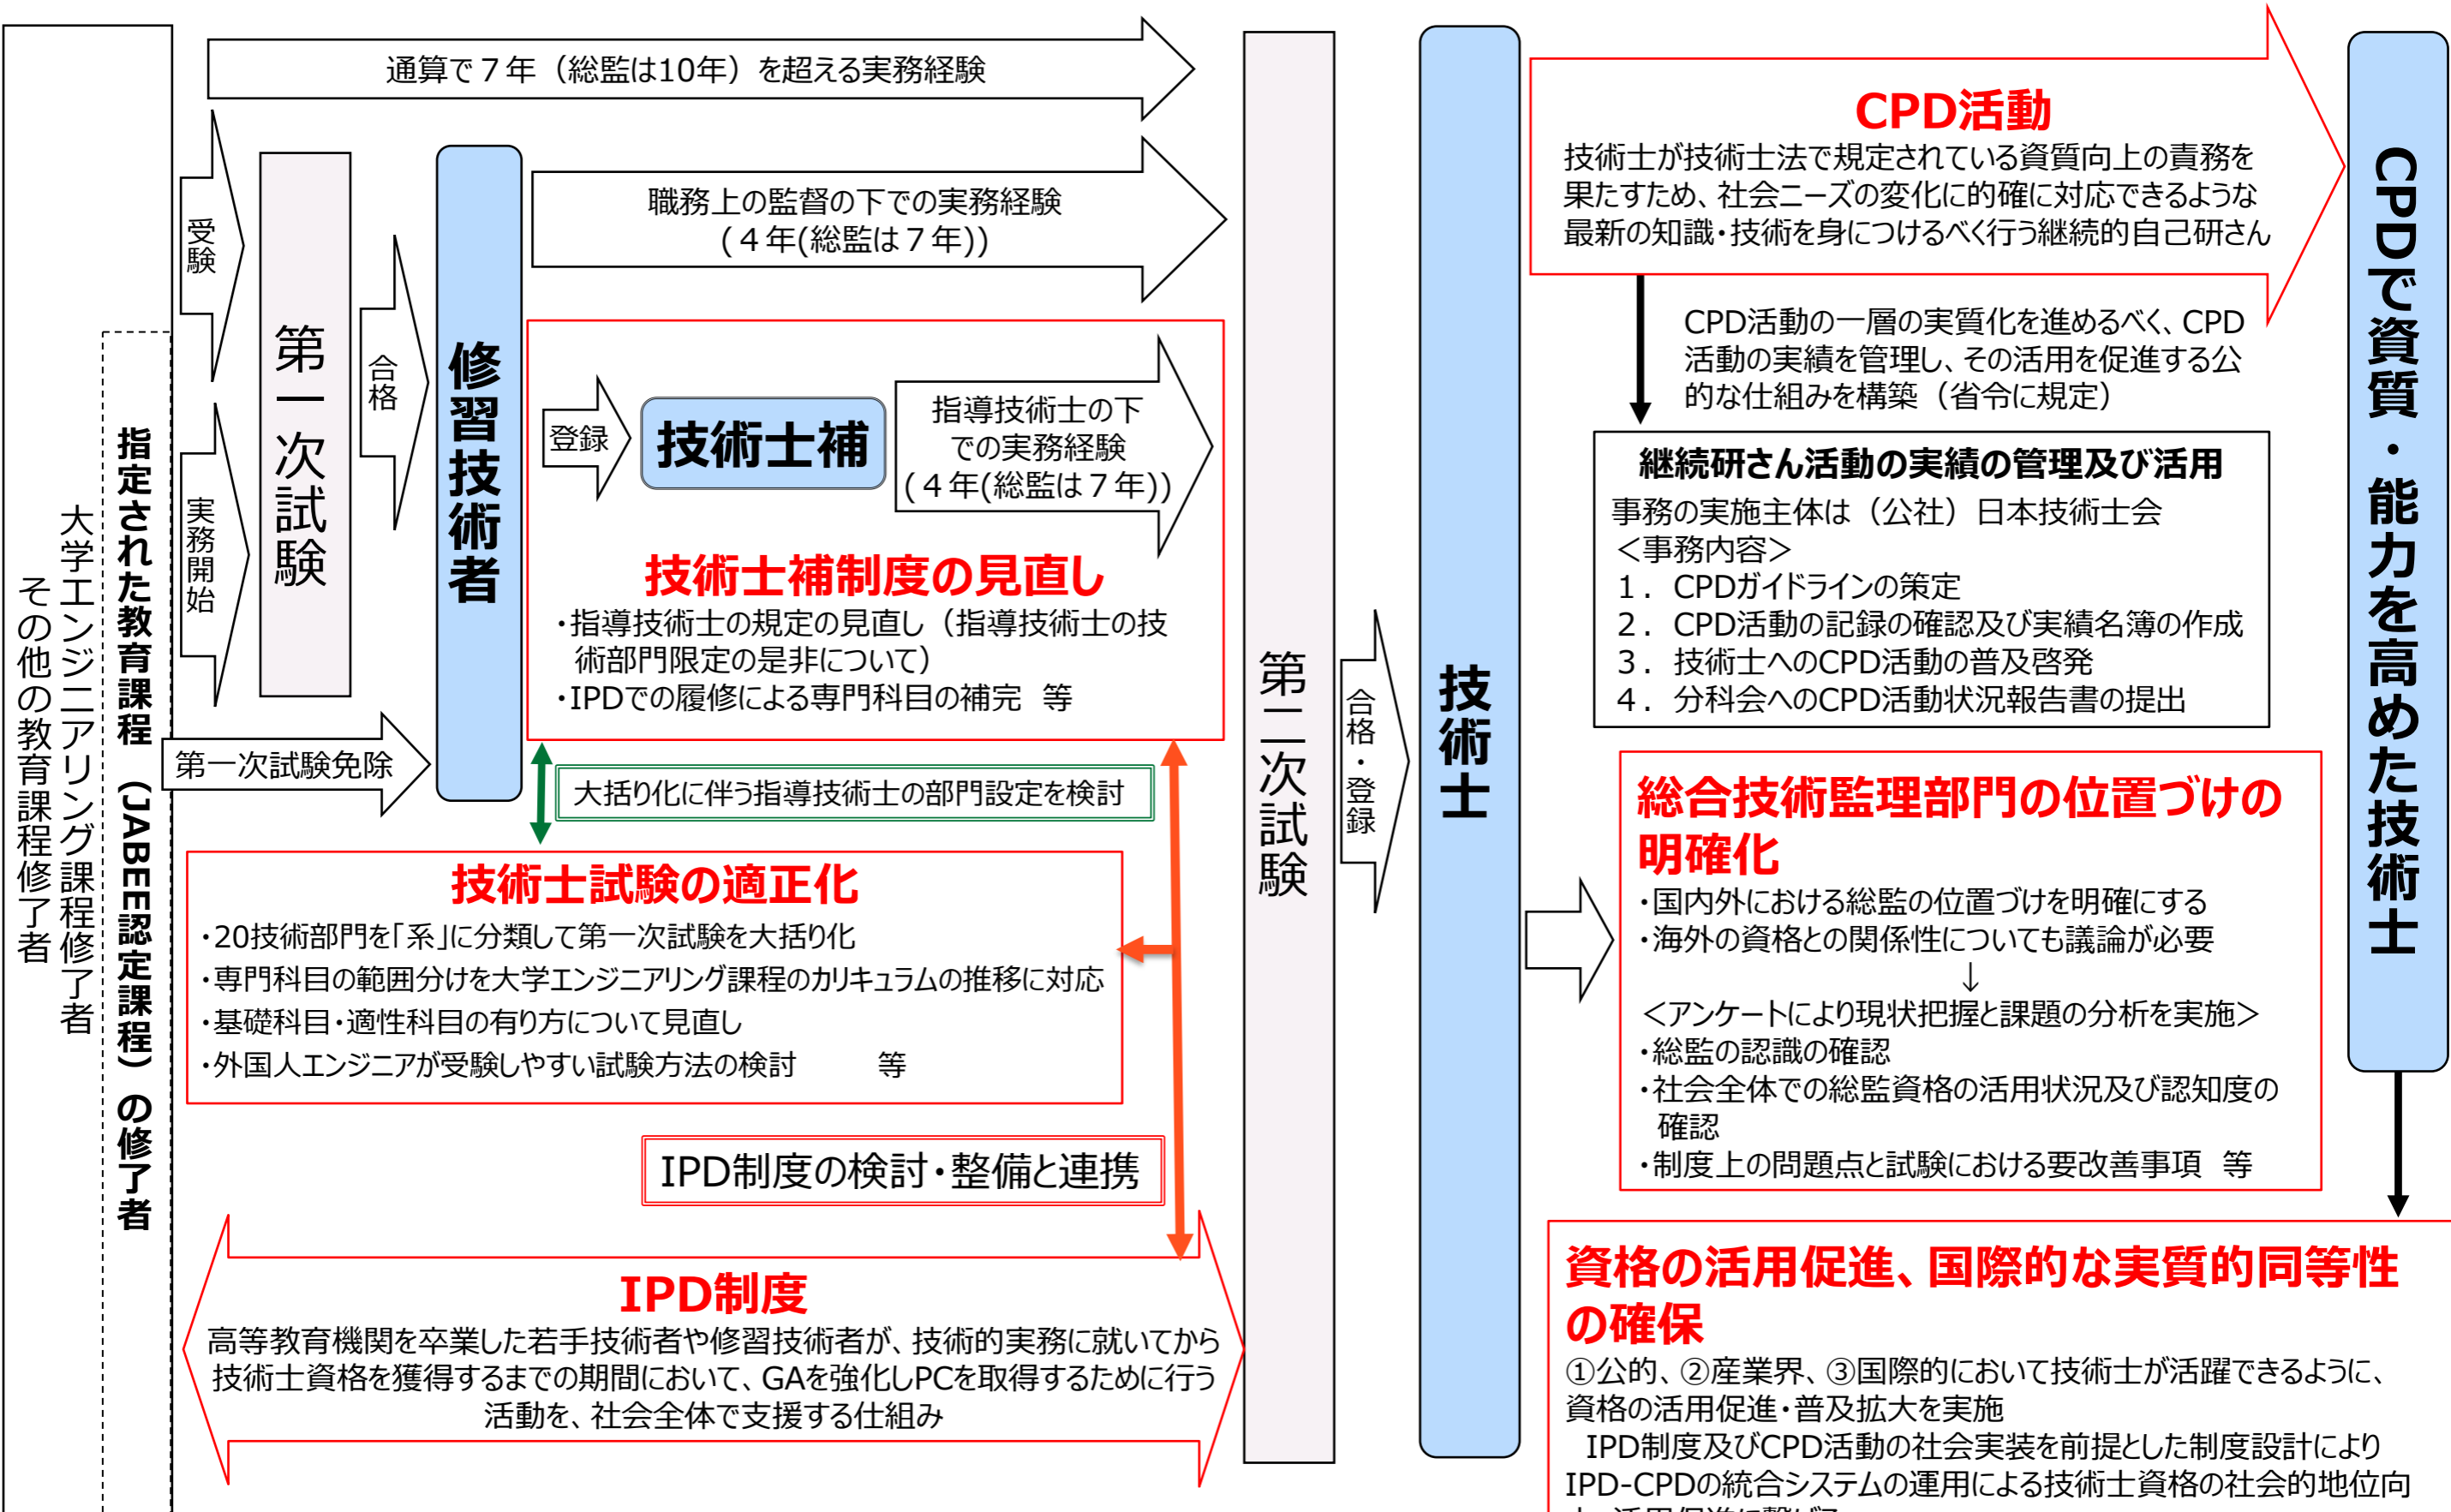 通算で７年（総監は10年）を超える実務経験
受験
実務開始
第一次試験
合格
修習技術者
職務上の監督の下での実務経験
(４年(総監は７年))
登録
技術士補
指導技術士の下
での実務経験
(４年(総監は７年))
技術士補制度の見直し
・指導技術士の規定の見直し（指導技術士の技
術部門限定の是非について）
・IPDでの履修による専門科目の補完　等
第一次試験免除
指定された教育課程（JABEE認定課程）の修了者
大学エンジニアリング課程修了者
その他の教育課程修了者
大括り化に伴う指導技術士の部門設定を検討
技術士試験の適正化
・20技術部門を「系」に分類して第一次試験を大括り化
・専門科目の範囲分けを大学エンジニアリング課程のカリキュラムの推移に対応
・基礎科目・適性科目の有り方について見直し
・外国人エンジニアが受験しやすい試験方法の検討　　等
IPD制度の検討・整備と連携
IPD制度
高等教育機関を卒業した若手技術者や修習技術者が、技術的実務に就いてから
技術士資格を獲得するまでの期間において、GAを強化しPCを取得するために行う
活動を、社会全体で支援する仕組み
第二次試験
合格・登録
技術士
CPD活動
技術士が技術士法で規定されている資質向上の責務を
果たすため、社会ニーズの変化に的確に対応できるような
最新の知識・技術を身につけるべく行う継続的自己研さん
CPD活動の一層の実質化を進めるべく、CPD
活動の実績を管理し、その活用を促進する公
的な仕組みを構築（省令に規定）
継続研さん活動の実績の管理及び活用
事務の実施主体は（公社）日本技術士会
＜事務内容＞
１．CPDガイドラインの策定
２．CPD活動の記録の確認及び実績名簿の作成
３．技術士へのCPD活動の普及啓発
４．分科会へのCPD活動状況報告書の提出
総合技術監理部門の位置づけの
明確化
・国内外における総監の位置づけを明確にする
・海外の資格との関係性についても議論が必要
↓
＜アンケートにより現状把握と課題の分析を実施＞
・総監の認識の確認
・社会全体での総監資格の活用状況及び認知度の
確認
・制度上の問題点と試験における要改善事項　等
CPDで資質・能力を高めた技術士
資格の活用促進、国際的な実質的同等性
の確保
①公的、②産業界、③国際的において技術士が活躍できるように、
資格の活用促進・普及拡大を実施
IPD制度及びCPD活動の社会実装を前提とした制度設計により
IPD-CPDの統合システムの運用による技術士資格の社会的地位向